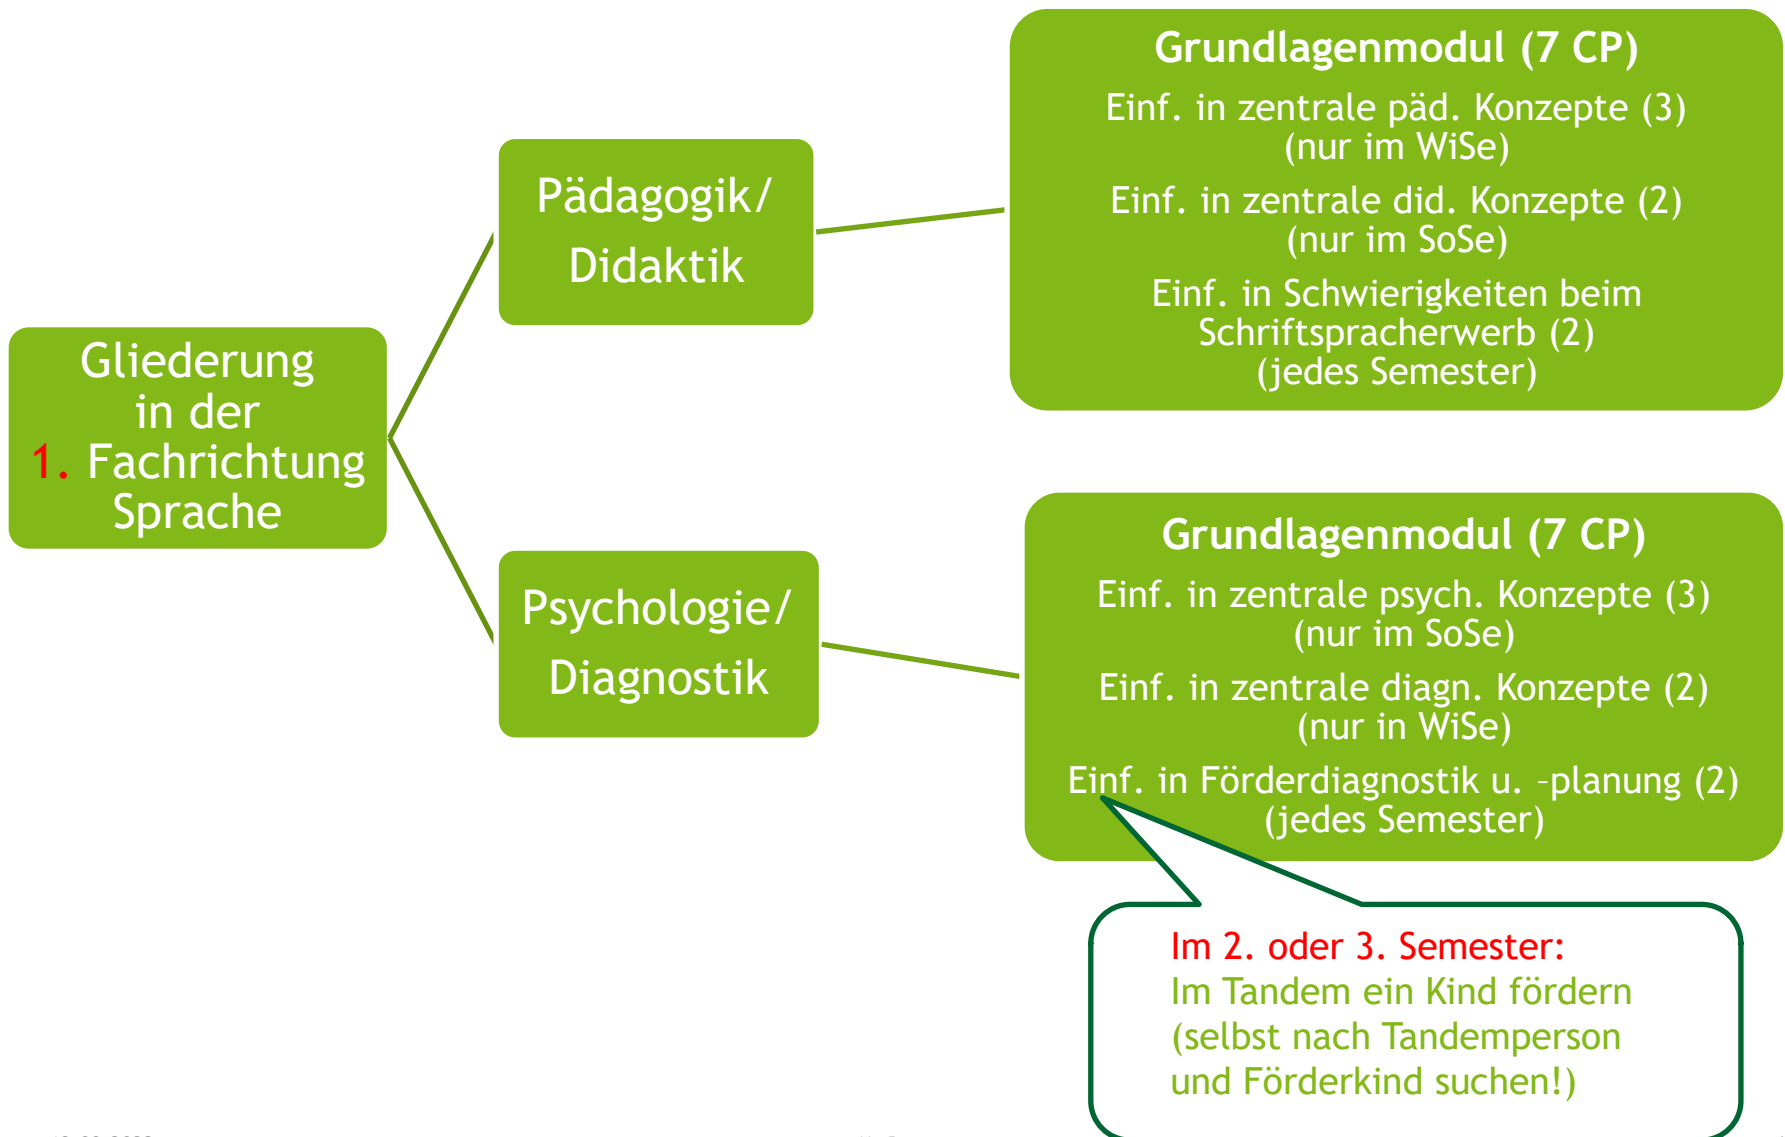 Gliederung
in der
1. Fachrichtung
Sprache
Pädagogik/
Didaktik
Grundlagenmodul (7 CP)
Einf. in zentrale päd. Konzepte (3)
(nur im WiSe)
Einf. in zentrale did. Konzepte (2)
(nur im SoSe)
Einf. in Schwierigkeiten beim
Schriftspracherwerb (2)
(jedes Semester)
Psychologie/
Diagnostik
Grundlagenmodul (7 CP)
Einf. in zentrale psych. Konzepte (3)
(nur im SoSe)
Einf. in zentrale diagn. Konzepte (2)
(nur in WiSe)
Einf. in Förderdiagnostik u. –planung (2)
(jedes Semester)
Im 2. oder 3. Semester:
Im Tandem ein Kind fördern
(selbst nach Tandemperson
und Förderkind suchen!)